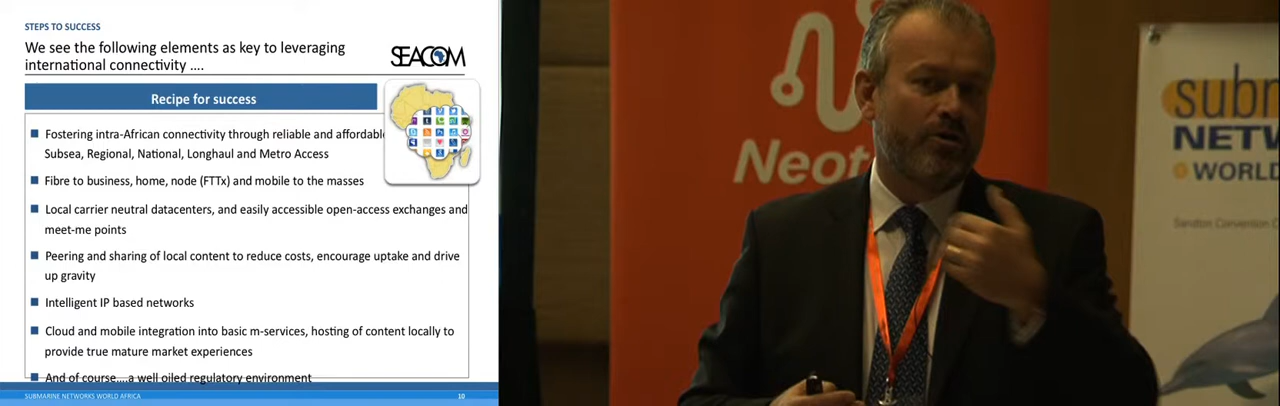 STEPS TO SUCCESS
We see the following elements as key to leveraging
international connectivity ….
SEACOM
Recipe for success
Fostering intra-African connectivity through reliable and affordable
Subsea, Regional, National, Longhaul and Metro Access
Fibre to business, home, node (FTTx) and mobile to the masses
Local carrier neutral datacenters, and easily accessible open-access exchanges and
meet-me points
Peering and sharing of local content to reduce costs, encourage uptake and drive
up gravity
Intelligent IP based networks
Cloud and mobile integration into basic m-services, hosting of content locally to
provide true mature market experiences
And of course….a well oiled regulatory environment
SUBMARINE NETWORKS WORLD AFRICA
10
Neot
subm
NETW
WORLD
Sandton Convention C